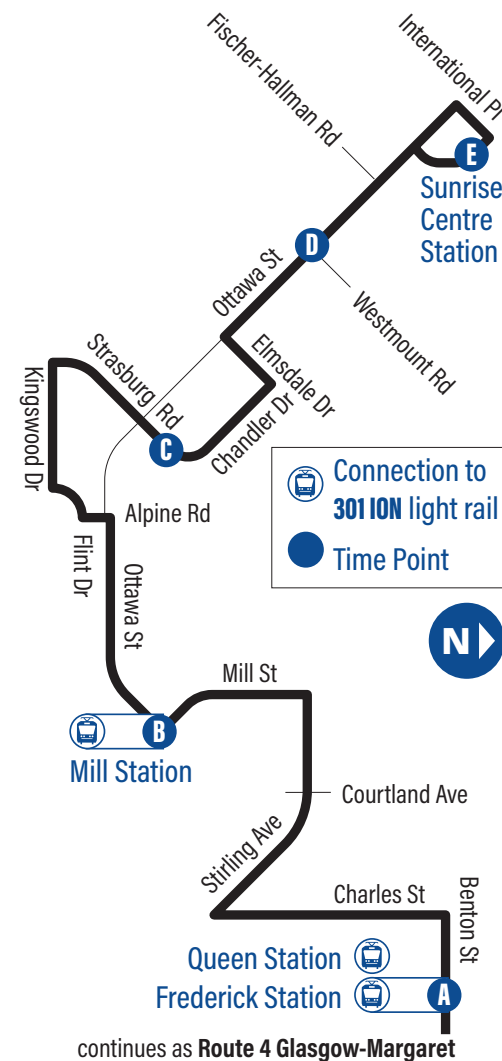 International Pl
Fischer-Hallman Rd
E
Sunrise
Centre
Station
D
Ottawa St
Westmount Rd
Elmsdale Dr
Strasburg Rd
Chandler Dr
Kingswood Dr
C
Connection to
301 ION light rail
Time Point
Alpine Rd
Flint Dr
Ottawa St
N
Mill St
B
Mill Station
Courtland Ave
Stirling Ave
Charles St
Benton St
Queen Station
Frederick Station
A
continues as Route 4 Glasgow-Margaret